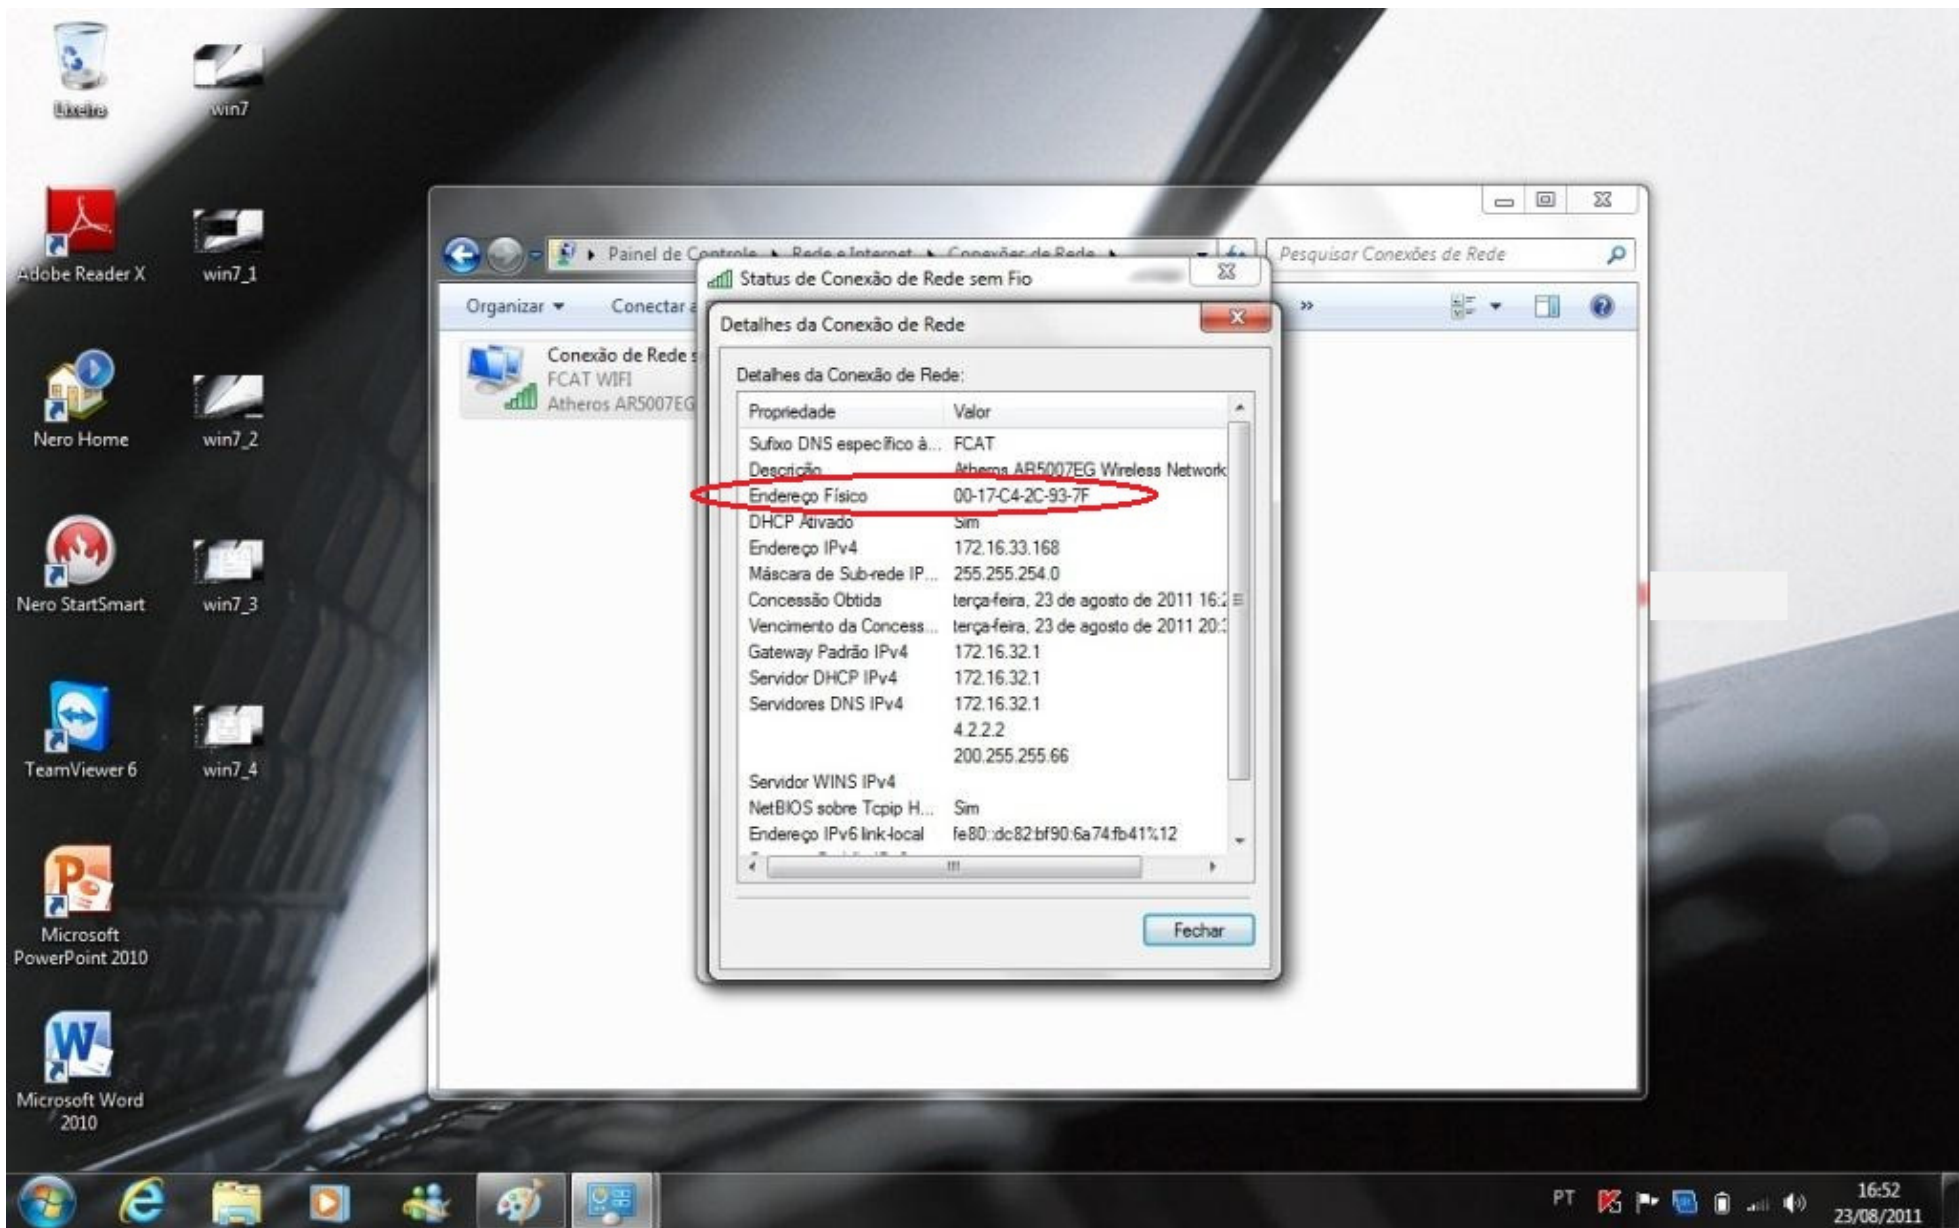 Lixeira
win7
Adobe Reader X
win7_1
Nero Home
win7_2
Nero StartSmart
win7_3
TeamViewer 6
win7_4
Microsoft
PowerPoint 2010
Microsoft Word
2010
Painel de Controle
Rede e Internet
Conexões de Rede
Pesquisar Conexões de Rede
Organizar
Conectar a
»
Conexão de Rede s
FCAT WIFI
Atheros AR5007EG
Status de Conexão de Rede sem Fio
Detalhes da Conexão de Rede
Detalhes da Conexão de Rede:
Propriedade Valor
Sufixo DNS específico à... FCAT
Descrição Atheros AR5007EG Wireless Network
Endereço Físico 00-17-C4-2C-93-7F
DHCP Ativado Sim
Endereço IPv4 172.16.33.168
Máscara de Sub-rede IP... 255.255.254.0
Concessão Obtida terça-feira, 23 de agosto de 2011 16:2
Vencimento da Concess... terça-feira, 23 de agosto de 2011 20:3
Gateway Padrão IPv4 172.16.32.1
Servidor DHCP IPv4 172.16.32.1
Servidores DNS IPv4 172.16.32.1
4.2.2.2
200.255.255.66
Servidor WINS IPv4
NetBIOS sobre Tcpip H... Sim
Endereço IPv6 link-local fe80::dc82:bf90:6a74:fb41%12
Fechar
PT
16:52
23/08/2011